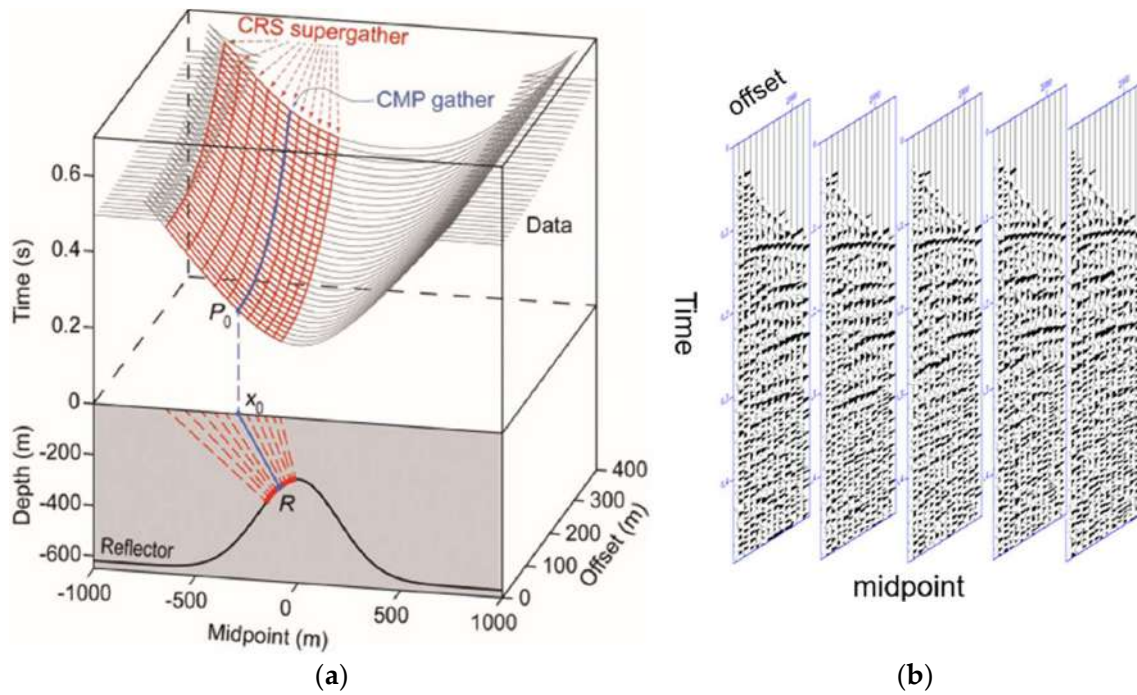 CRS supergather
CMP gather
Data
Time (s)
0.6
0.4
0.2
0
P0
x0
R
Reflector
Depth (m)
-200
-400
-600
-1000
-500
0
500
1000
Midpoint (m)
0
100
200
300
400
Offset (m)
(a)
offset
Time
midpoint
(b)